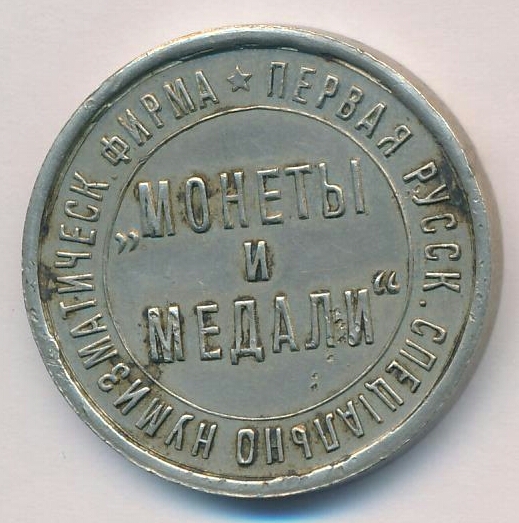 ★ ПЕРВАЯ РУССК. СПЕЦІАЛЬНО НУМИЗМАТИЧЕСК. ФИРМА
„МОНЕТЫ
И
МЕДАЛИ“